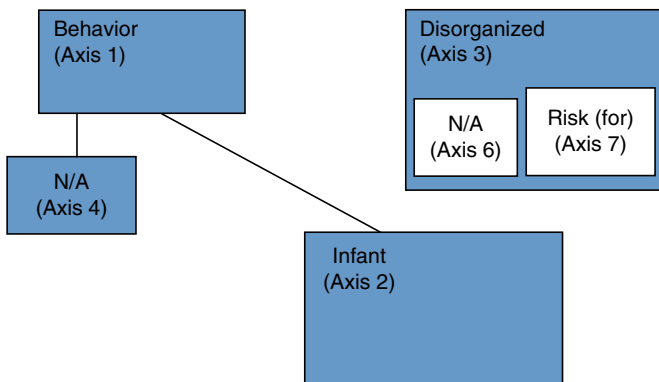 Behavior
(Axis 1)
Disorganized
(Axis 3)
N/A
(Axis 6)
Risk (for)
(Axis 7)
N/A
(Axis 4)
Infant
(Axis 2)